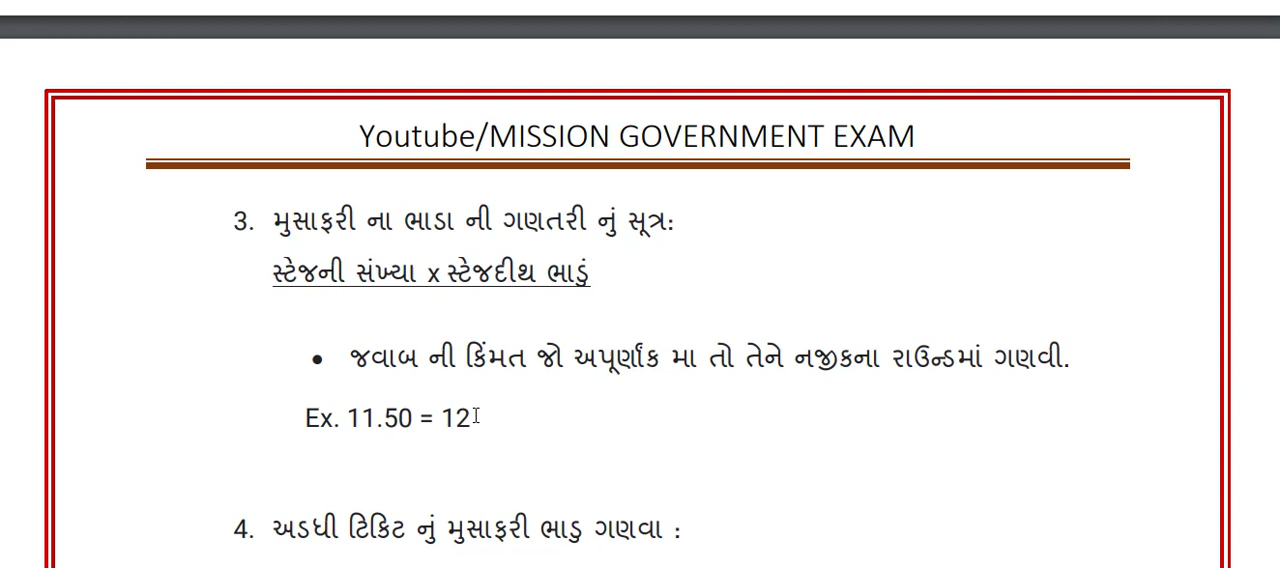 Youtube/MISSION GOVERNMENT EXAM
3. મુસાફરી ના ભાડા ની ગણતરી નું સૂત્ર:
સ્ટેજની સંખ્યા x સ્ટેજદીથ ભાડું
• જવાબ ની કિંમત જો અપૂર્ણાંક મા તો તેને નજીકના રાઉન્ડમાં ગણવી.
Ex. 11.50 = 12
4. અડધી ટિકિટ નું મુસાફરી ભાડુ ગણવા :